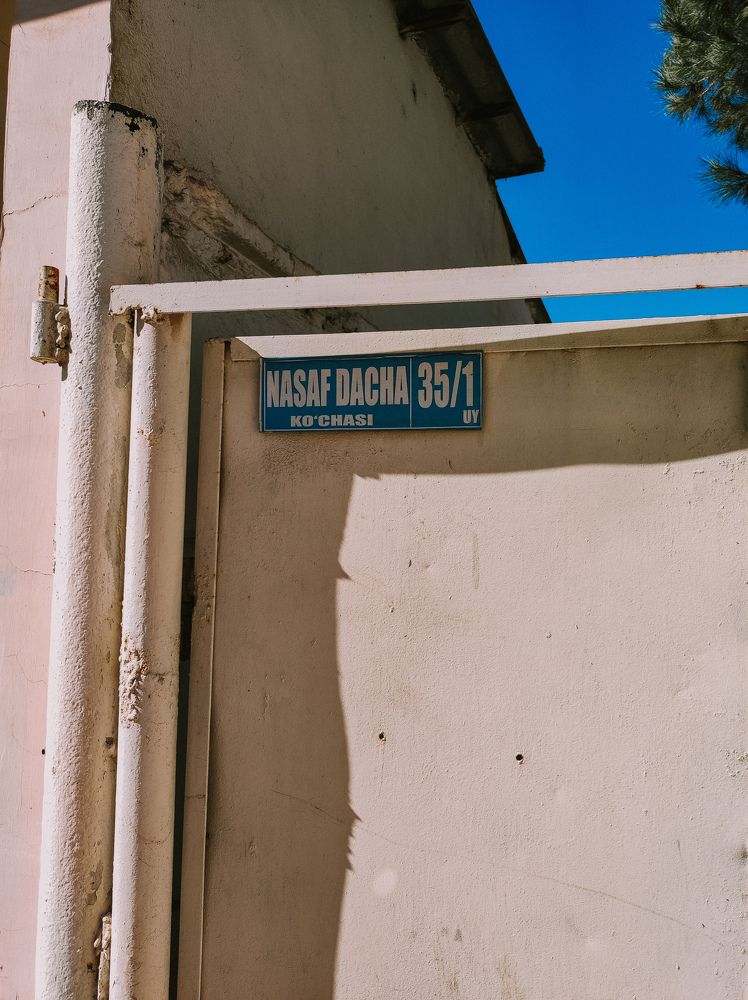 NASAF DACHA
KO‘CHASI
35/1
UY